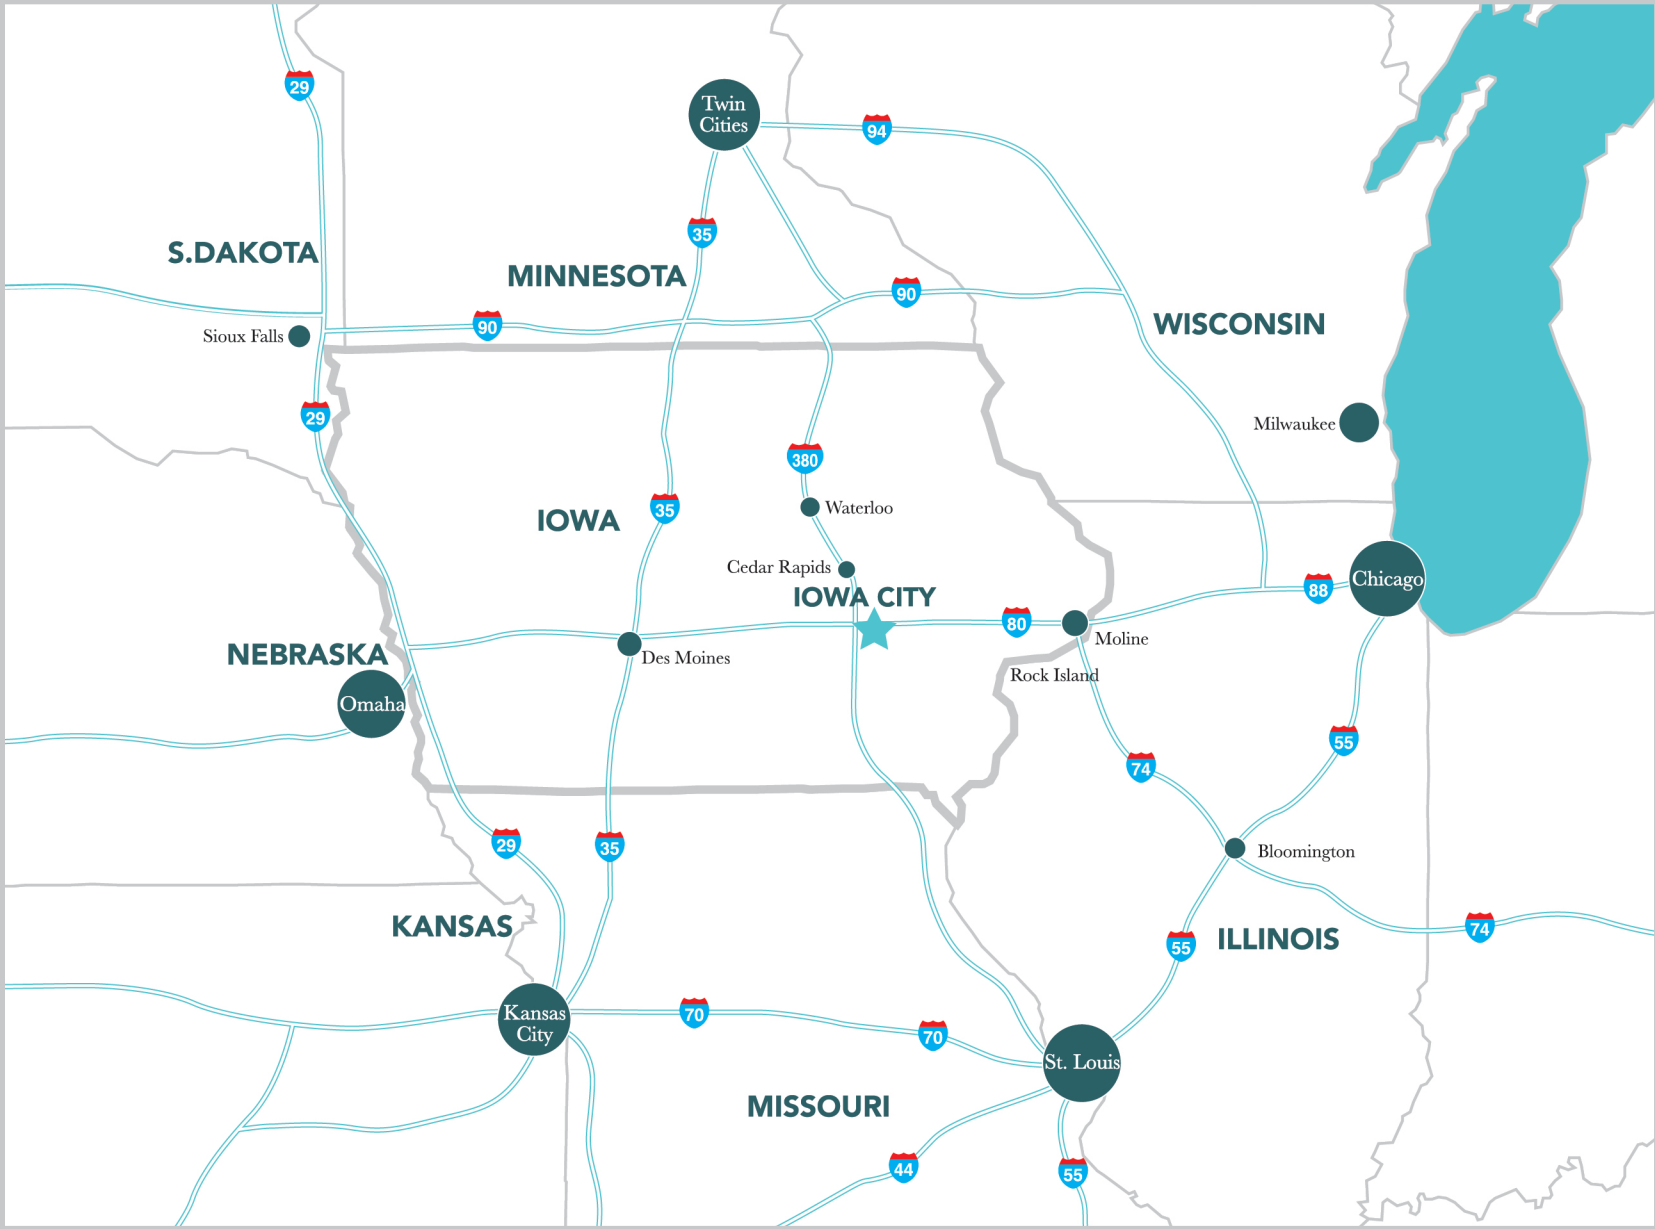 29
Twin
Cities
94
35
S.DAKOTA
MINNESOTA
90
90
WISCONSIN
Sioux Falls
29
Milwaukee
380
35
Waterloo
IOWA
Cedar Rapids
IOWA CITY
88
Chicago
80
Moline
NEBRASKA
Des Moines
Rock Island
Omaha
55
74
29
35
Bloomington
KANSAS
74
55
ILLINOIS
Kansas
City
70
70
St. Louis
MISSOURI
44
55